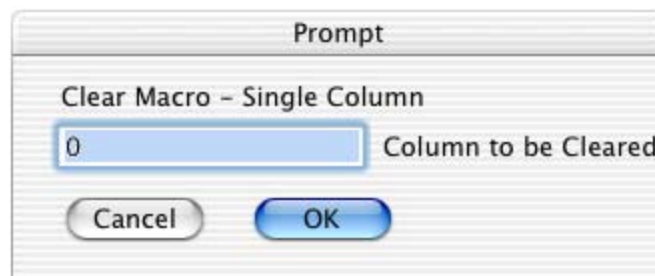 Prompt
Clear Macro – Single Column
0 Column to be Cleared
Cancel OK